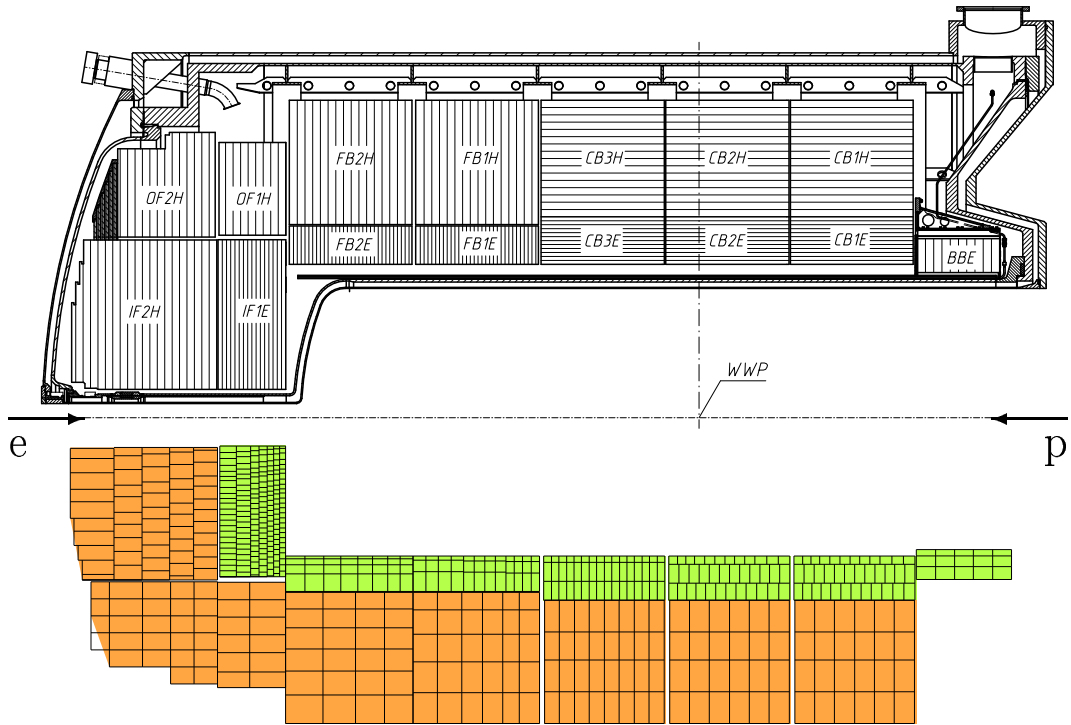 FB2H FB1H CB3H CB2H CB1H
OF2H OF1H
FB2E FB1E CB3E CB2E CB1E
BBE
IF2H IF1E
WWP
e p